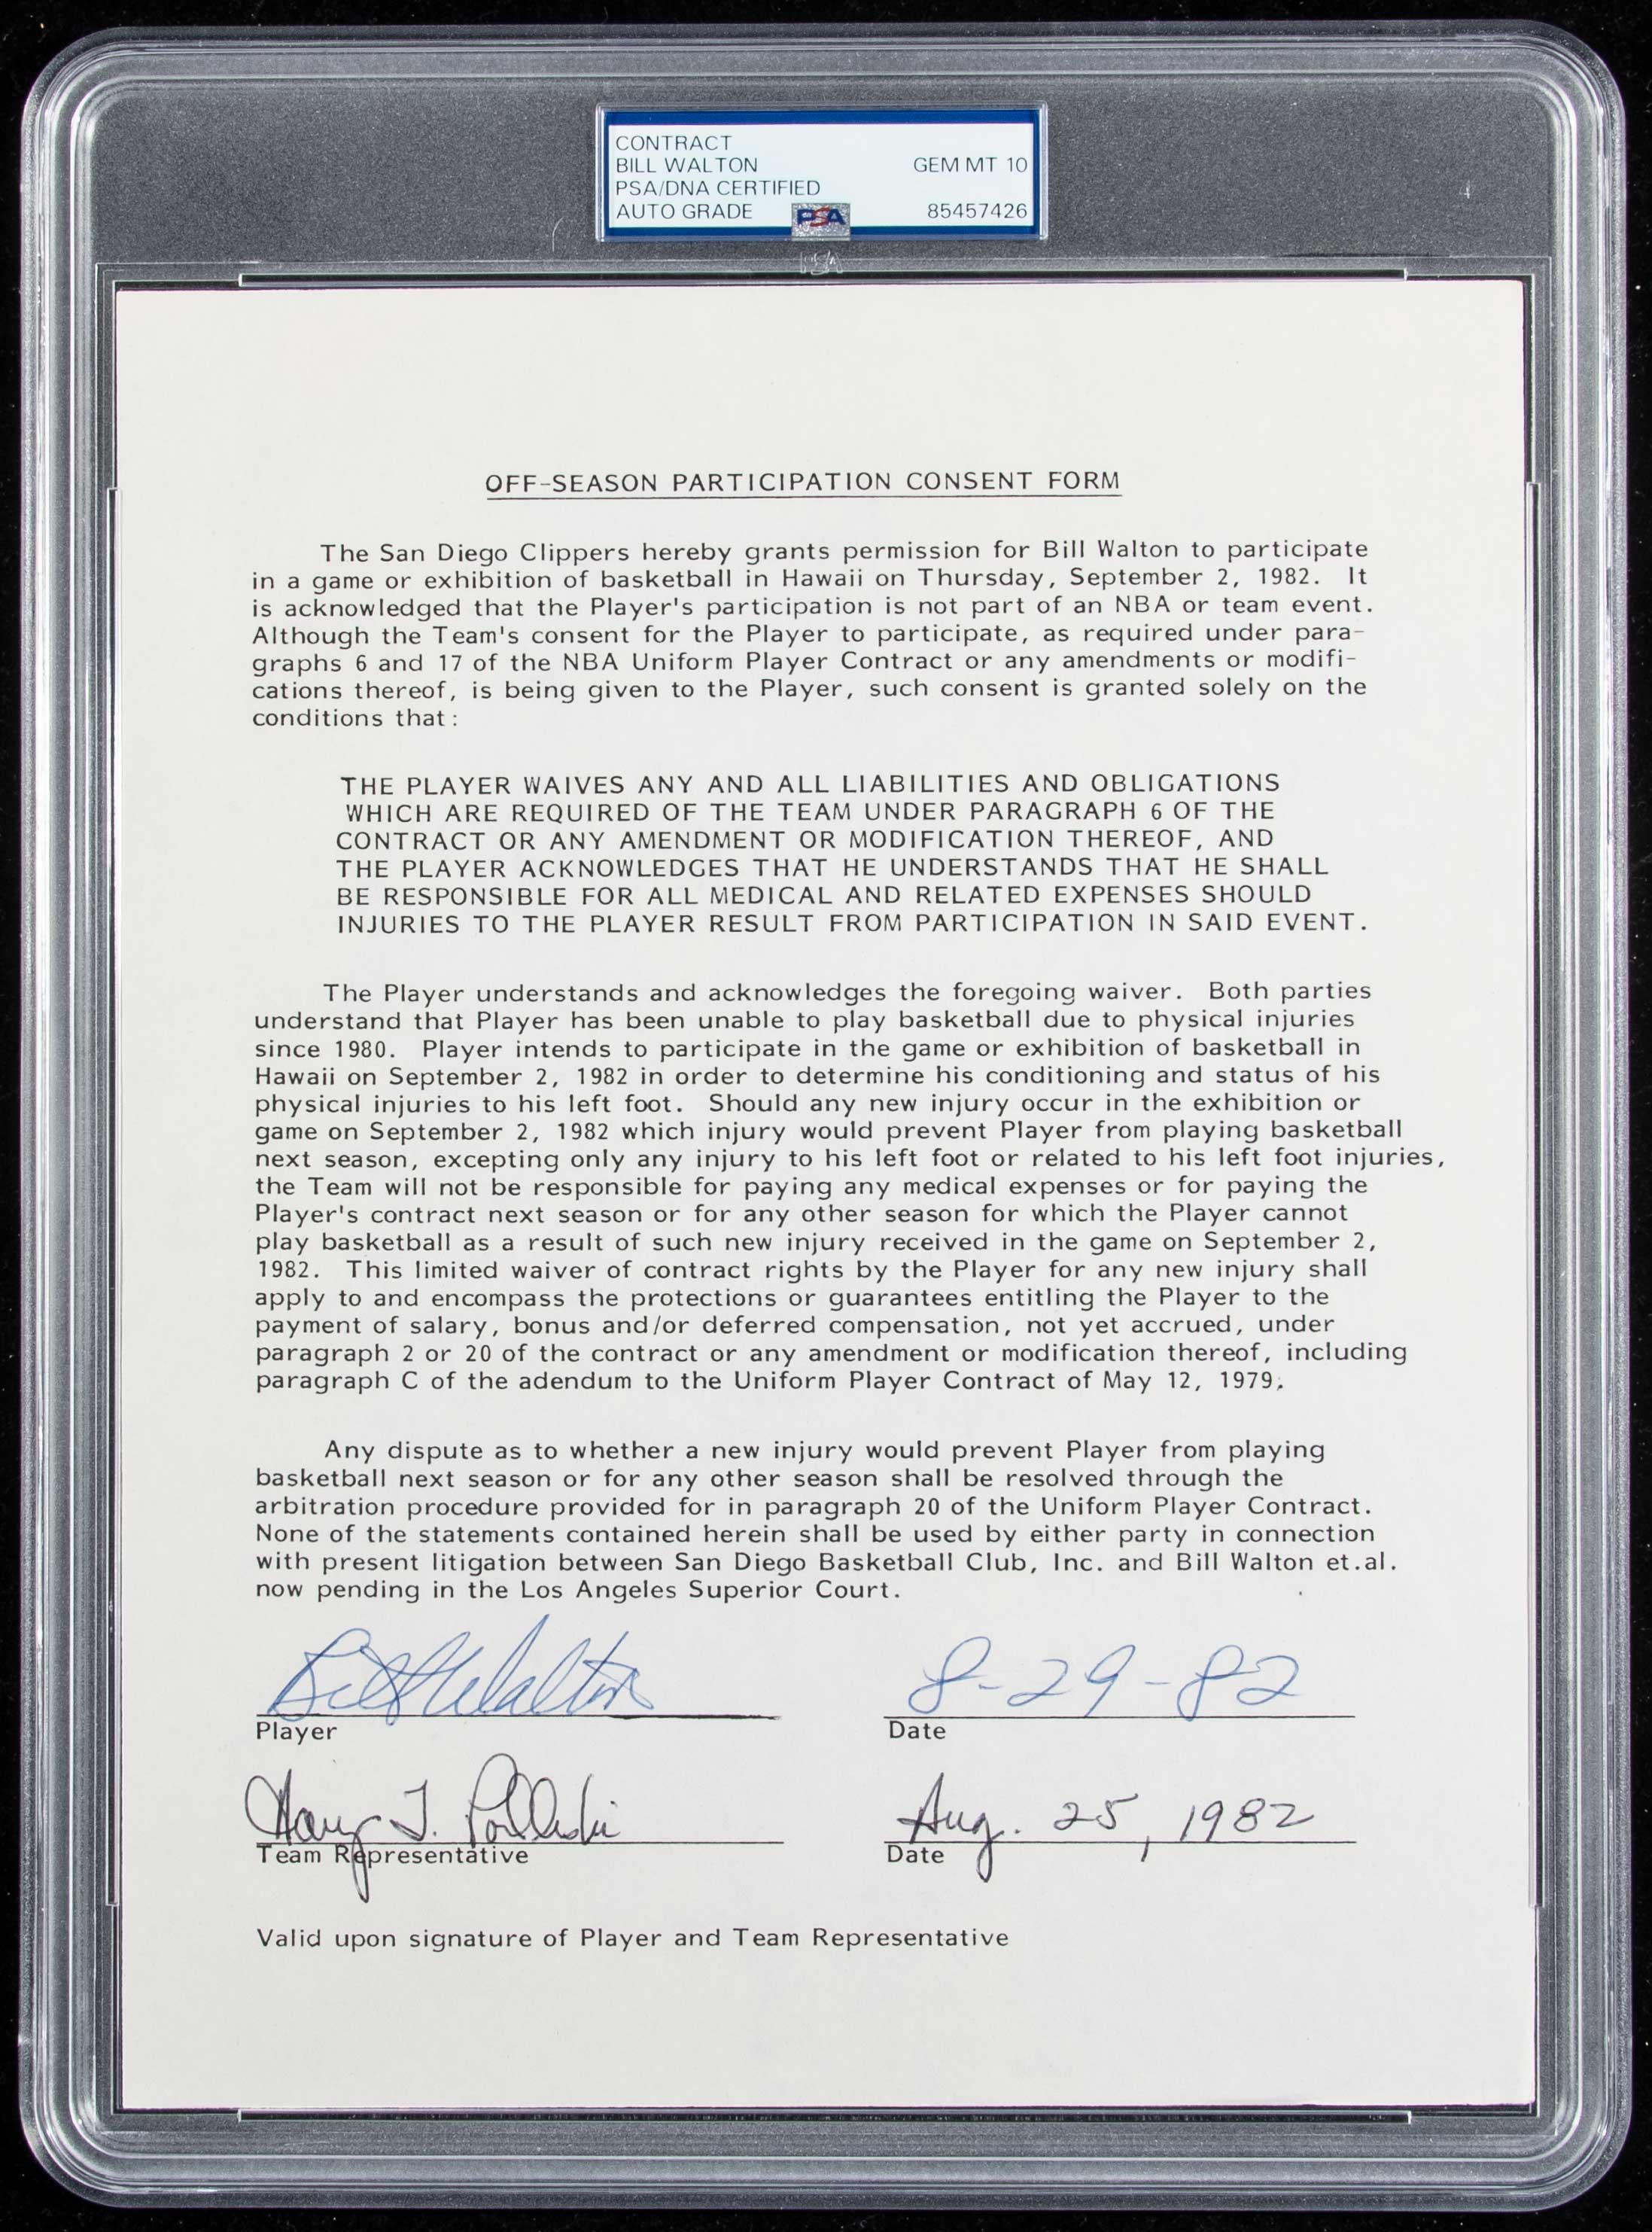 CONTRACT
BILL WALTON GEM MT 10
PSA/DNA CERTIFIED
AUTO GRADE PSA 85457426
PSA
OFF-SEASON PARTICIPATION CONSENT FORM
The San Diego Clippers hereby grants permission for Bill Walton to participate
in a game or exhibition of basketball in Hawaii on Thursday, September 2, 1982. It
is acknowledged that the Player's participation is not part of an NBA or team event.
Although the Team's consent for the Player to participate, as required under para-
graphs 6 and 17 of the NBA Uniform Player Contract or any amendments or modifi-
cations thereof, is being given to the Player, such consent is granted solely on the
conditions that:
THE PLAYER WAIVES ANY AND ALL LIABILITIES AND OBLIGATIONS
WHICH ARE REQUIRED OF THE TEAM UNDER PARAGRAPH 6 OF THE
CONTRACT OR ANY AMENDMENT OR MODIFICATION THEREOF, AND
THE PLAYER ACKNOWLEDGES THAT HE UNDERSTANDS THAT HE SHALL
BE RESPONSIBLE FOR ALL MEDICAL AND RELATED EXPENSES SHOULD
INJURIES TO THE PLAYER RESULT FROM PARTICIPATION IN SAID EVENT.
The Player understands and acknowledges the foregoing waiver. Both parties
understand that Player has been unable to play basketball due to physical injuries
since 1980. Player intends to participate in the game or exhibition of basketball in
Hawaii on September 2, 1982 in order to determine his conditioning and status of his
physical injuries to his left foot. Should any new injury occur in the exhibition or
game on September 2, 1982 which injury would prevent Player from playing basketball
next season, excepting only any injury to his left foot or related to his left foot injuries,
the Team will not be responsible for paying any medical expenses or for paying the
Player's contract next season or for any other season for which the Player cannot
play basketball as a result of such new injury received in the game on September 2,
1982. This limited waiver of contract rights by the Player for any new injury shall
apply to and encompass the protections or guarantees entitling the Player to the
payment of salary, bonus and/or deferred compensation, not yet accrued, under
paragraph 2 or 20 of the contract or any amendment or modification thereof, including
paragraph C of the adendum to the Uniform Player Contract of May 12, 1979.
Any dispute as to whether a new injury would prevent Player from playing
basketball next season or for any other season shall be resolved through the
arbitration procedure provided for in paragraph 20 of the Uniform Player Contract.
None of the statements contained herein shall be used by either party in connection
with present litigation between San Diego Basketball Club, Inc. and Bill Walton et.al.
now pending in the Los Angeles Superior Court.
Bill Walton 8-29-82
Player Date
J. Aug. 25, 1982
Team Representative Date
Valid upon signature of Player and Team Representative